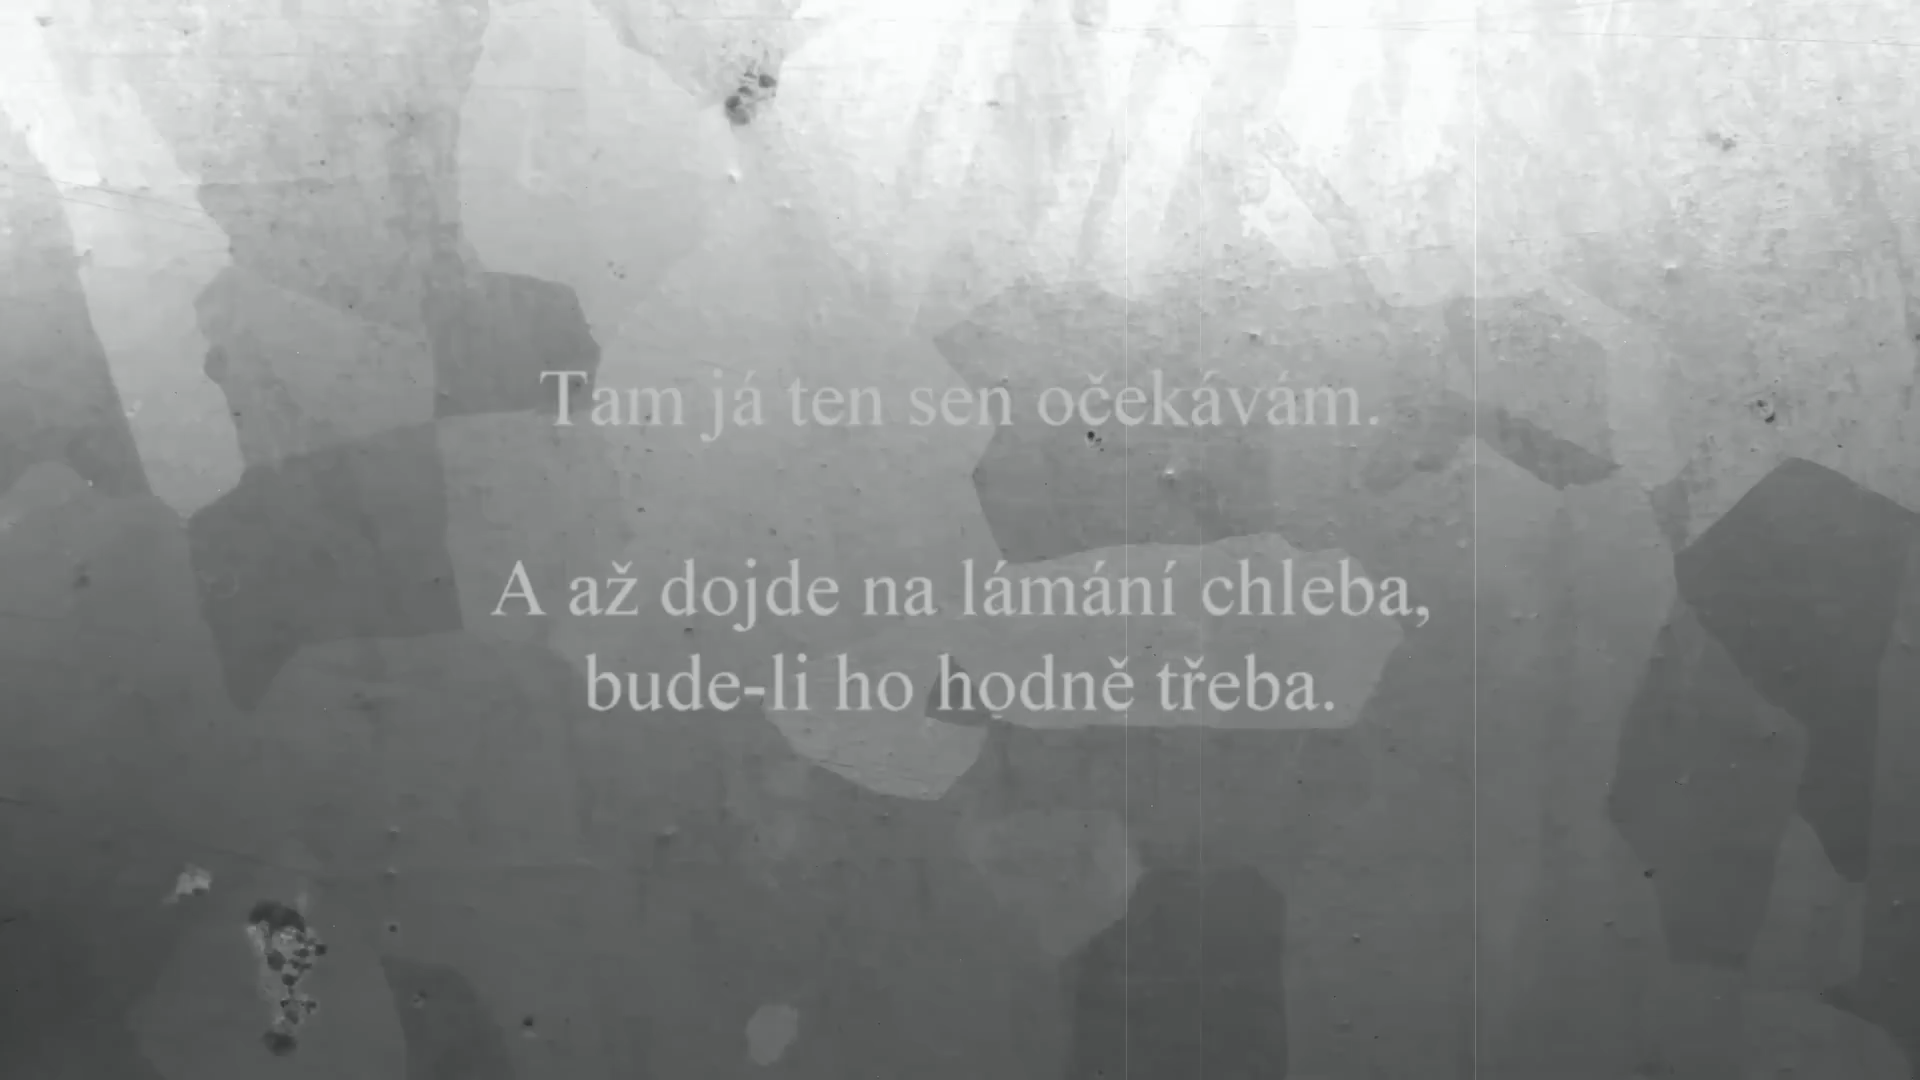 Tam já ten sen očekávám.
A až dojde na lámání chleba,
bude-li ho hodně třeba.